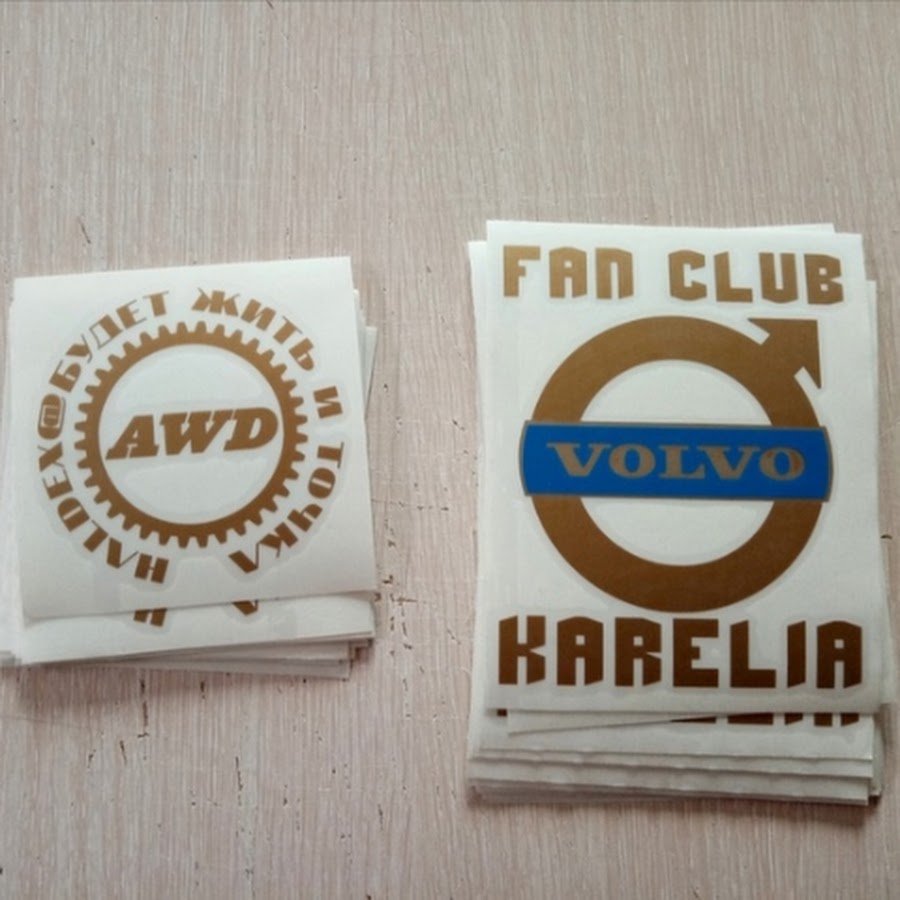 HALDEX@БУДЕТ ЖИТЬ И ТОЧКА
AWD
FAN CLUB
VOLVO
KARELIA